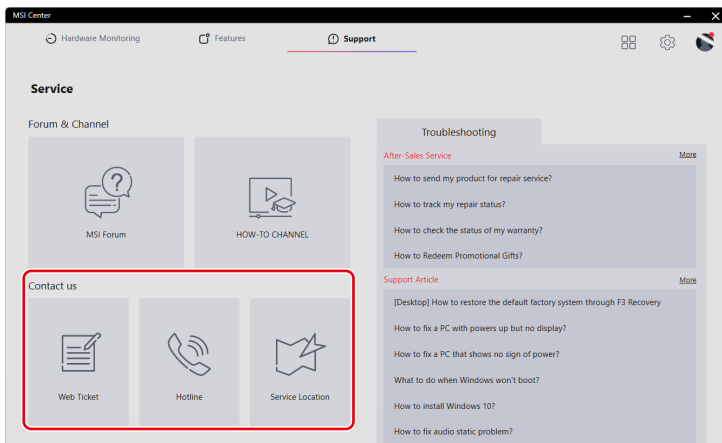 MSI Center
Hardware Monitoring
Features
Support
Service
Forum & Channel
MSI Forum
HOW-TO CHANNEL
Contact us
Web Ticket
Hotline
Service Location
Troubleshooting
After-Sales Service
More
How to send my product for repair service?
How to track my repair status?
How to check the status of my warranty?
How to Redeem Promotional Gifts?
Support Article
More
[Desktop] How to restore the default factory system through F3 Recovery
How to fix a PC with powers up but no display?
How to fix a PC that shows no sign of power?
What to do when Windows won't boot?
How to install Windows 10?
How to fix audio static problem?